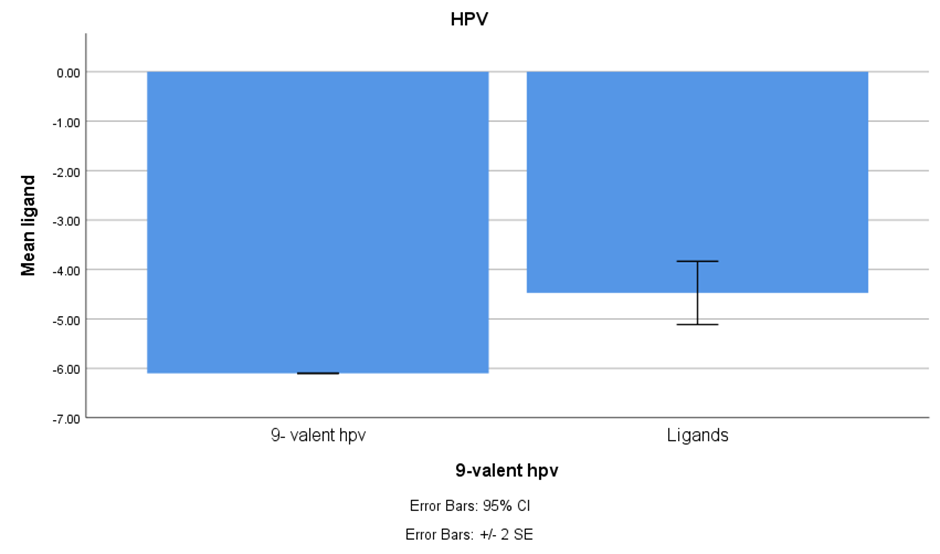 HPV
0.00
-1.00
-2.00
-3.00
-4.00
-5.00
-6.00
-7.00
Mean ligand
9- valent hpv
Ligands
9-valent hpv
Error Bars: 95% CI
Error Bars: +/- 2 SE